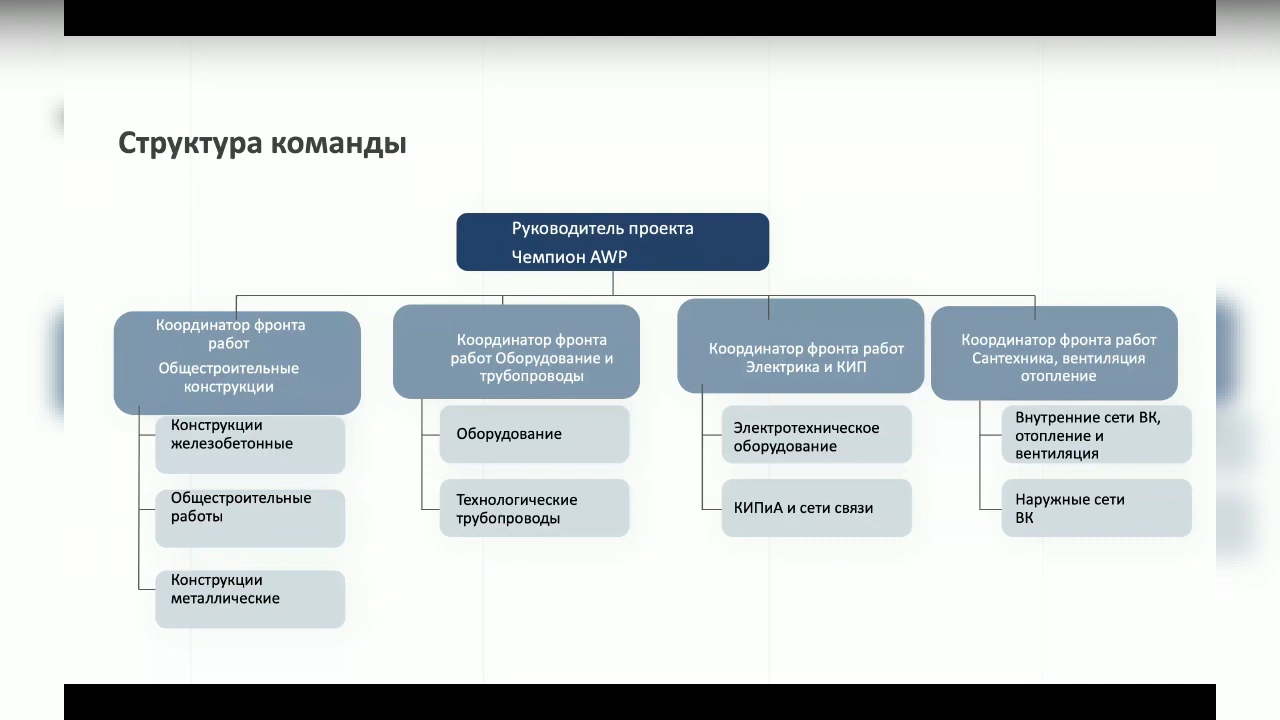 Структура команды
Руководитель проекта
Чемпион AWP
Координатор фронта
работ
Общестроительные
конструкции
Конструкции
железобетонные
Общестроительные
работы
Конструкции
металлические
Координатор фронта
работ Оборудование и
трубопроводы
Оборудование
Технологические
трубопроводы
Координатор фронта работ
Электрика и КИП
Электротехническое
оборудование
КИПиА и сети связи
Координатор фронта работ
Сантехника, вентиляция
отопление
Внутренние сети ВК,
отопление и
вентиляция
Наружные сети
ВК